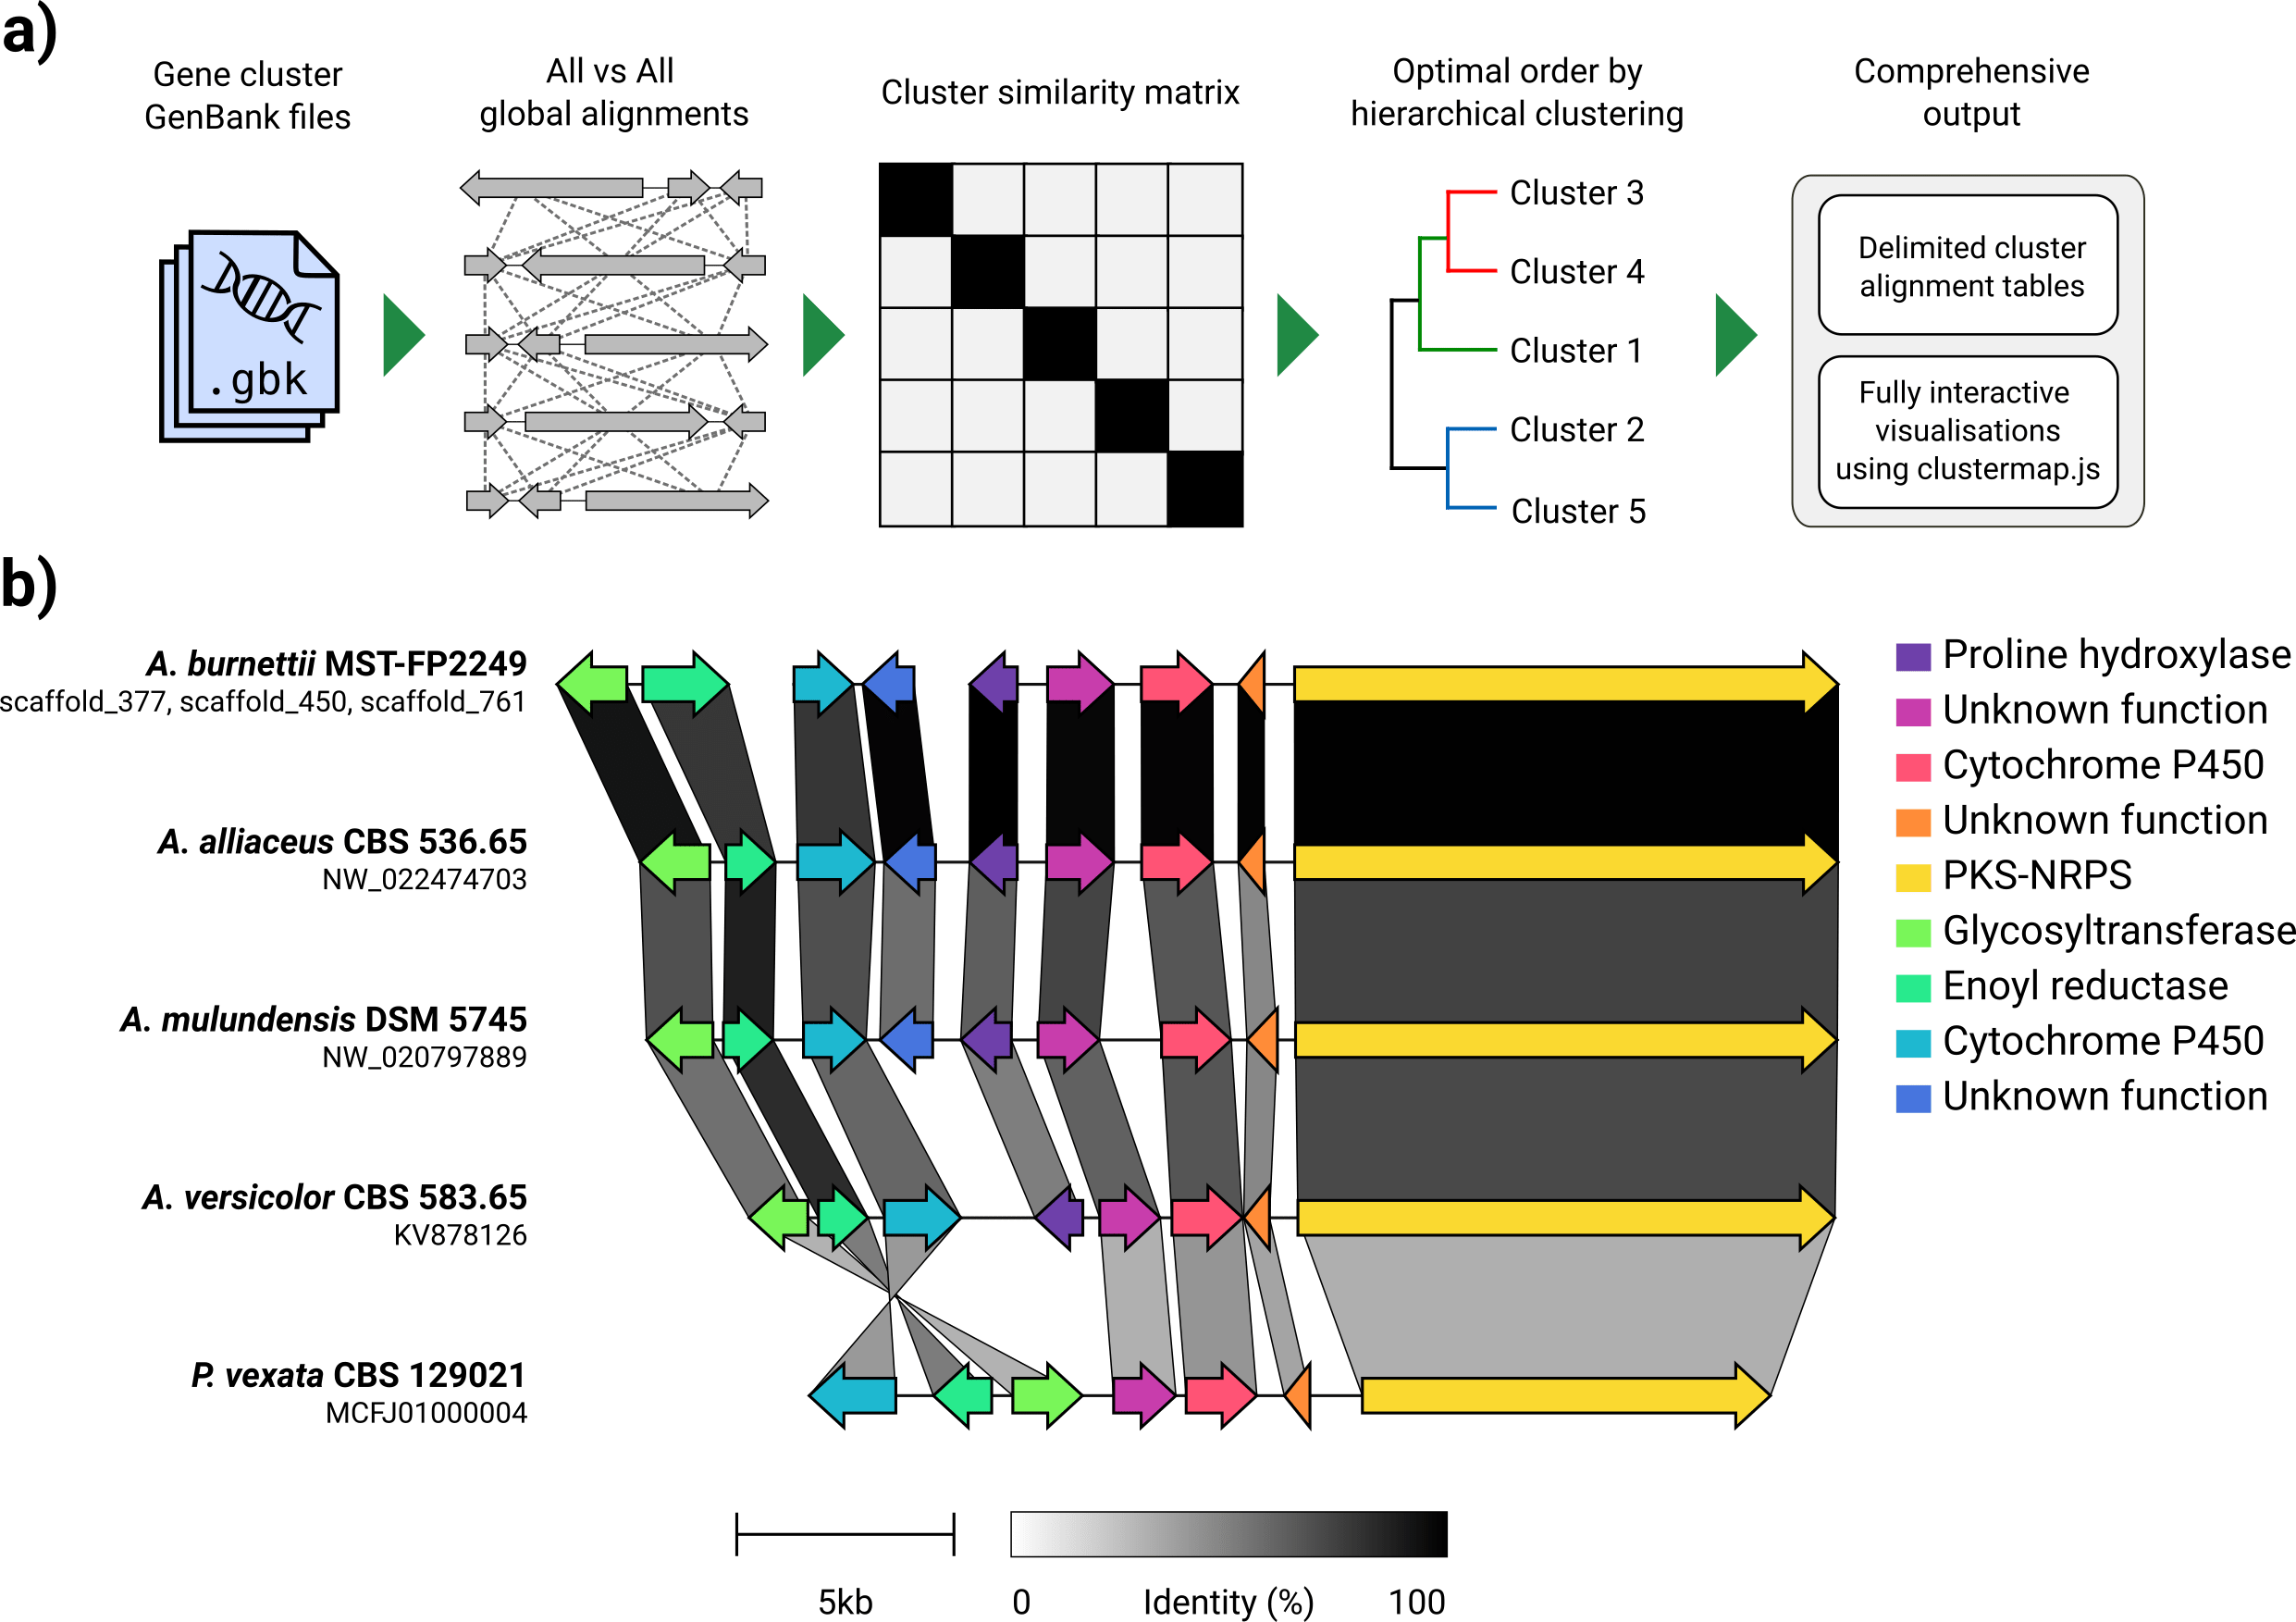 a)
Gene cluster
GenBank files
All vs All
global alignments
Cluster similarity matrix
Optimal order by
hierarchical clustering
Comprehensive
output
.gbk
Cluster 3
Cluster 4
Cluster 1
Cluster 2
Cluster 5
Delimited cluster
alignment tables
Fully interactive
visualisations
using clustermap.js
b)
A. burnettii MST-FP2249
scaffold_377, scaffold_450, scaffold_761
A. alliaceus CBS 536.65
NW_022474703
A. mulundensis DSM 5745
NW_020797889
A. versicolor CBS 583.65
KV878126
P. vexata CBS 129021
MCFJ01000004
Proline hydroxylase
Unknown function
Cytochrome P450
Unknown function
PKS-NRPS
Glycosyltransferase
Enoyl reductase
Cytochrome P450
Unknown function
5kb
0 Identity (%) 100